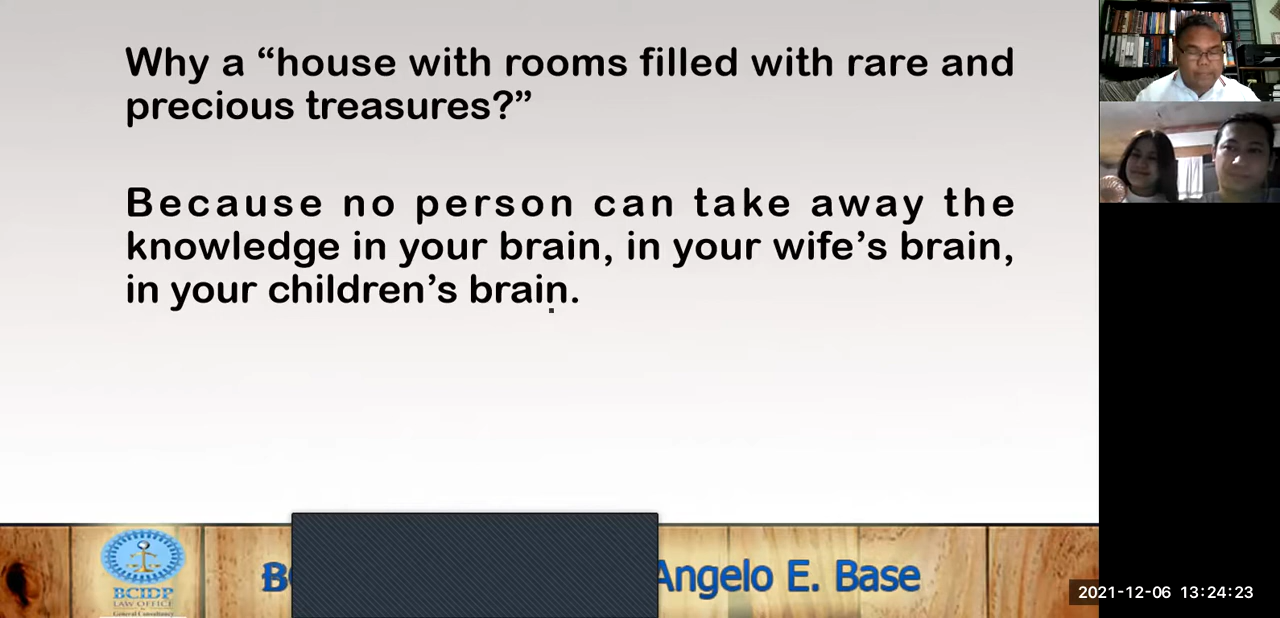 Why a “house with rooms filled with rare and
precious treasures?”
Because no person can take away the
knowledge in your brain, in your wife’s brain,
in your children’s brain.
BCIDP
LAW OFFICE
General Consultancy
Angelo E. Base
2021-12-06 13:24:23